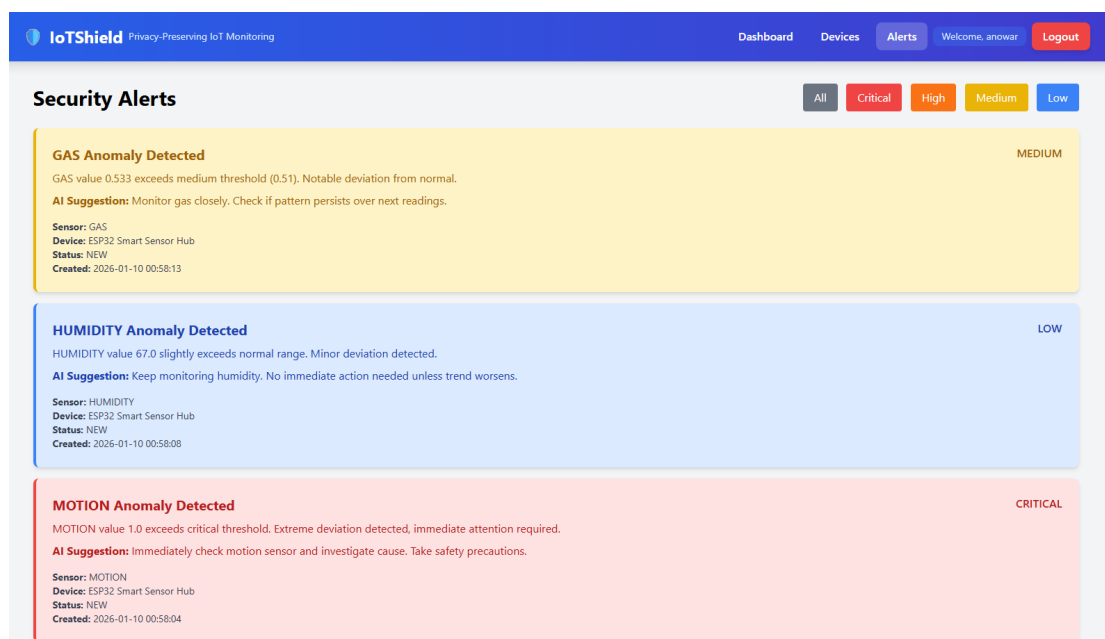 IoTShield Privacy-Preserving IoT Monitoring Dashboard Devices Alerts Welcome, anowar Logout
Security Alerts All Critical High Medium Low
GAS Anomaly Detected MEDIUM
GAS value 0.533 exceeds medium threshold (0.51). Notable deviation from normal.
AI Suggestion: Monitor gas closely. Check if pattern persists over next readings.
Sensor: GAS
Device: ESP32 Smart Sensor Hub
Status: NEW
Created: 2026-01-10 00:58:13
HUMIDITY Anomaly Detected LOW
HUMIDITY value 67.0 slightly exceeds normal range. Minor deviation detected.
AI Suggestion: Keep monitoring humidity. No immediate action needed unless trend worsens.
Sensor: HUMIDITY
Device: ESP32 Smart Sensor Hub
Status: NEW
Created: 2026-01-10 00:58:08
MOTION Anomaly Detected CRITICAL
MOTION value 1.0 exceeds critical threshold. Extreme deviation detected, immediate attention required.
AI Suggestion: Immediately check motion sensor and investigate cause. Take safety precautions.
Sensor: MOTION
Device: ESP32 Smart Sensor Hub
Status: NEW
Created: 2026-01-10 00:58:04